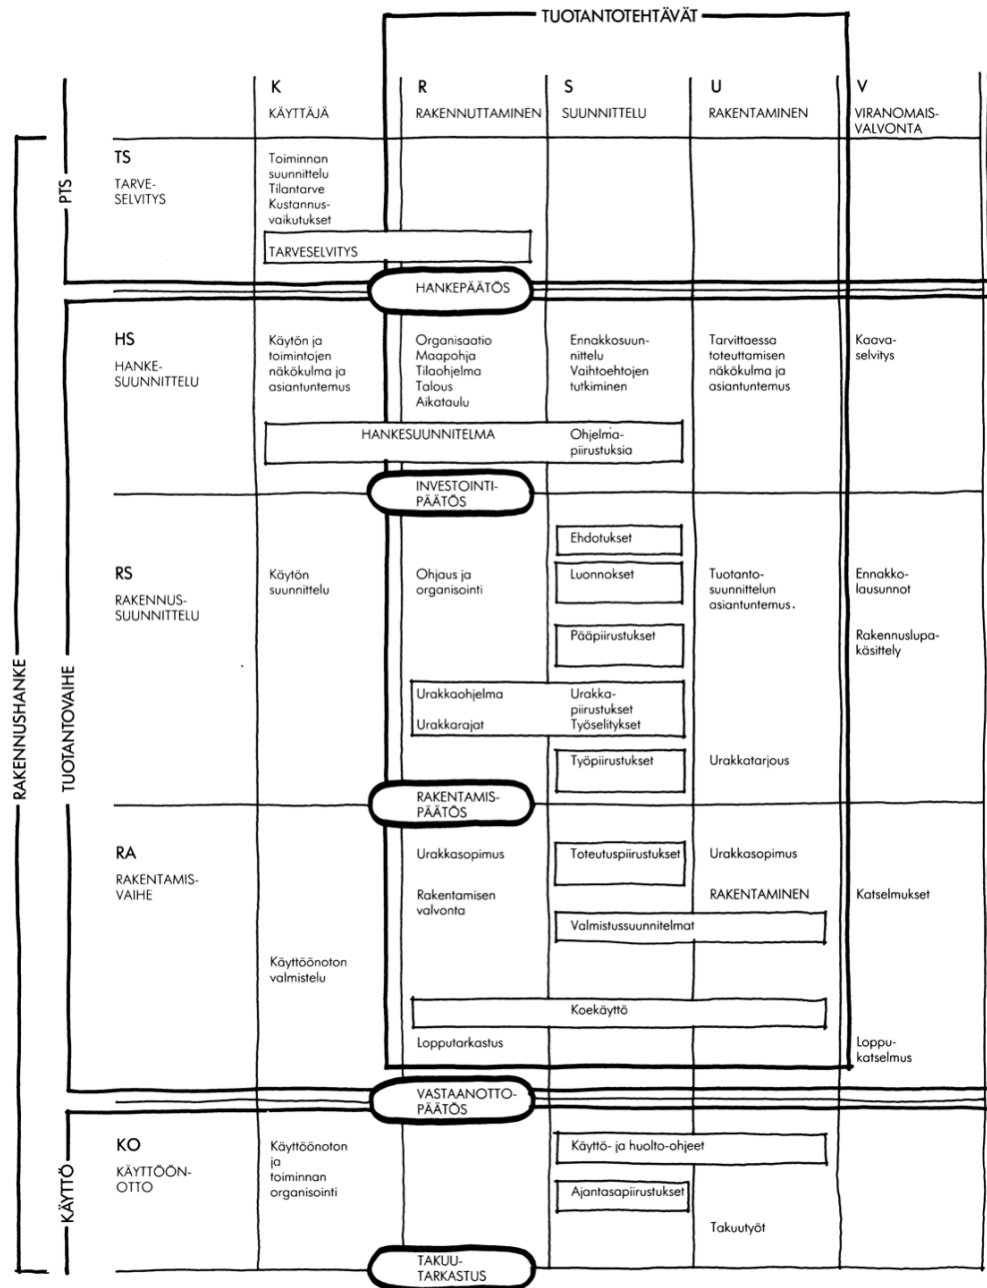 TUOTANTOTEHTÄVÄT
K
KÄYTTÄJÄ
R
RAKENNUTTAMINEN
S
SUUNNITTELU
U
RAKENTAMINEN
V
VIRANOMAIS-
VALVONTA
RAKENNUSHANKE
PTS
TS
TARVE-
SELVITYS
Toiminnan
suunnittelu
Tilantarve
Kustannus-
vaikutukset
TARVESELVITYS
HANKEPÄÄTÖS
TUOTANTOVAIHE
HS
HANKE-
SUUNNITTELU
Käytön ja
toimintojen
näkökulma ja
asiantuntemus
Organisaatio
Maapohja
Tilaohjelma
Talous
Aikataulu
Ennakkosuun-
nittelu
Vaihtoehtojen
tutkiminen
Tarvittaessa
toteuttamisen
näkökulma ja
asiantuntemus
Kaava-
selvitys
HANKESUUNNITELMA
Ohjelma-
piirustuksia
INVESTOINTI-
PÄÄTÖS
RS
RAKENNUS-
SUUNNITTELU
Käytön
suunnittelu
Ohjaus ja
organisointi
Ehdotukset
Luonnokset
Pääpiirustukset
Tuotanto-
suunnittelun
asiantuntemus.
Ennakko-
lausunnot
Rakennuslupa-
käsittely
Urakkaohjelma
Urakkarajat
Urakka-
piirustukset
Työselitykset
Työpiirustukset
Urakkatarjous
RAKENTAMIS-
PÄÄTÖS
RA
RAKENTAMIS-
VAIHE
Käyttöönoton
valmistelu
Urakkasopimus
Rakentamisen
valvonta
Toteutuspiirustukset
Urakkasopimus
RAKENTAMINEN
Katselmukset
Valmistussuunnitelmat
Koekäyttö
Lopputarkastus
Loppu-
katselmus
VASTAANOTTO-
PÄÄTÖS
KÄYTTÖ
KO
KÄYTTÖÖN-
OTTO
Käyttöönoton
ja
toiminnan
organisointi
Käyttö- ja huolto-ohjeet
Ajantasapiirustukset
Takuutyöt
TAKUU-
TARKASTUS